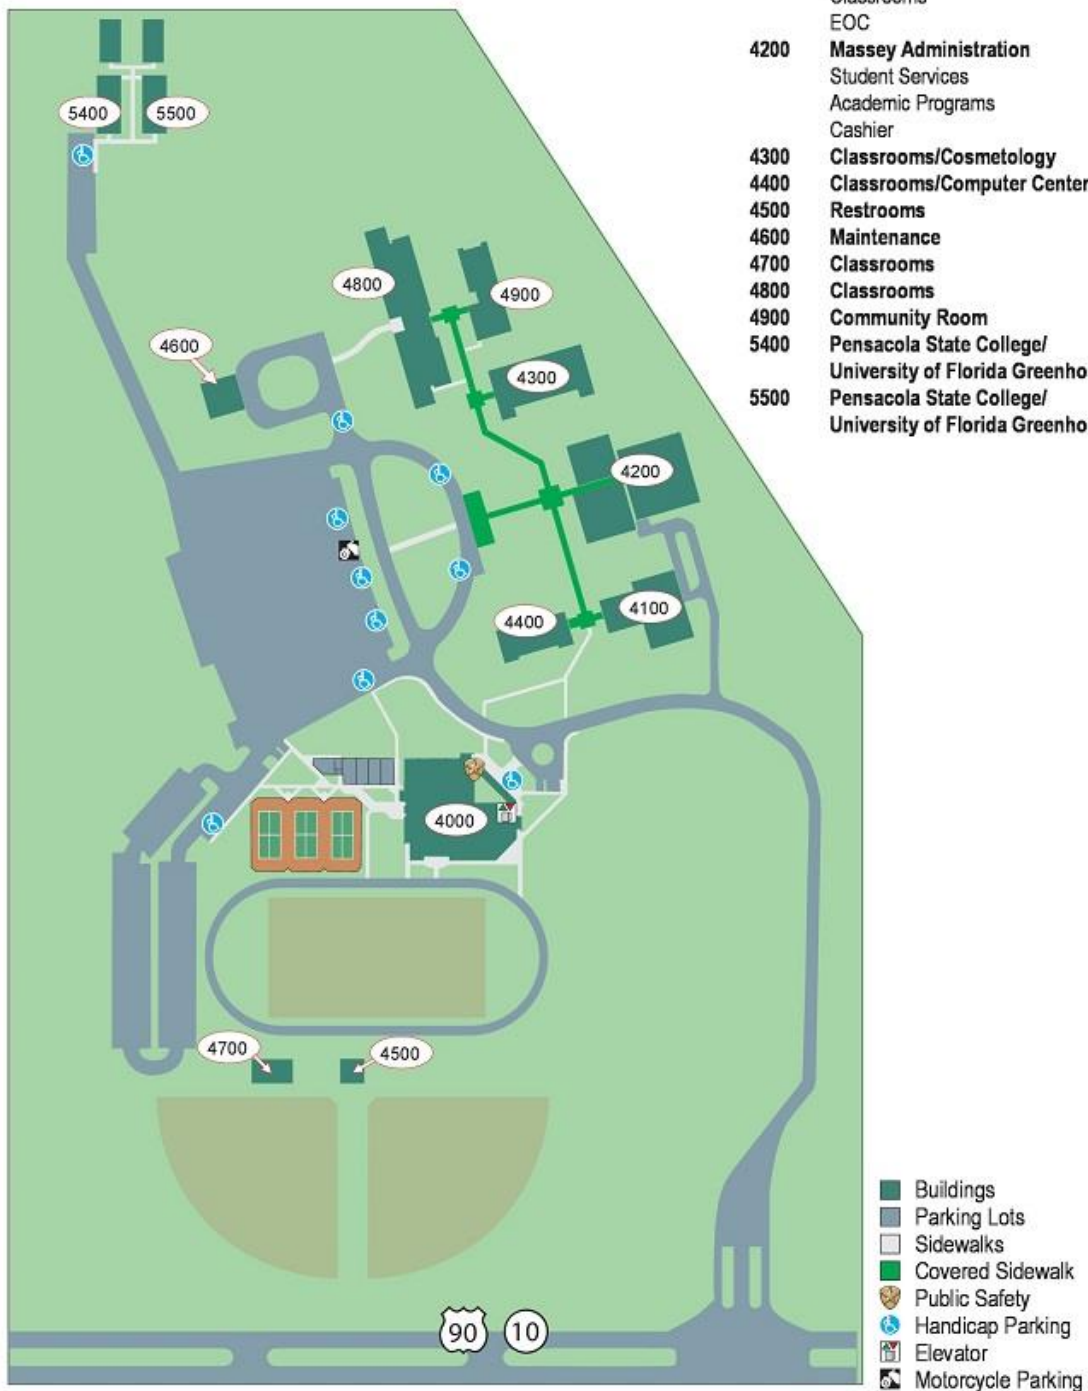 Classrooms
EOC
4200 Massey Administration
Student Services
Academic Programs
Cashier
4300 Classrooms/Cosmetology
4400 Classrooms/Computer Center
4500 Restrooms
4600 Maintenance
4700 Classrooms
4800 Classrooms
4900 Community Room
5400 Pensacola State College/
University of Florida Greenho
5500 Pensacola State College/
University of Florida Greenho
5400
5500
4800
4900
4600
4300
4200
4400
4100
4000
4700
4500
90
10
Buildings
Parking Lots
Sidewalks
Covered Sidewalk
Public Safety
Handicap Parking
Elevator
Motorcycle Parking